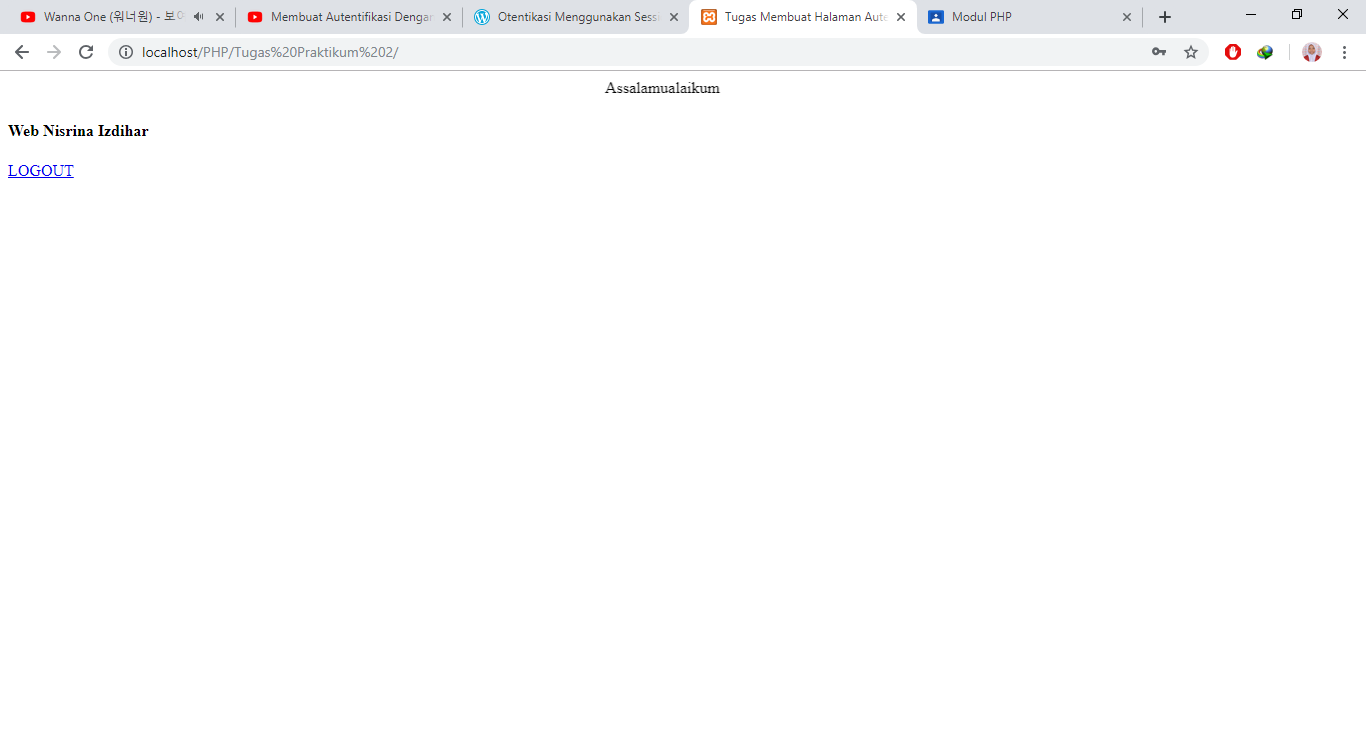 Wanna One (워너원) - 보여
Membuat Autentifikasi Dengan
Otentikasi Menggunakan Sessi
Tugas Membuat Halaman Aute
Modul PHP
localhost/PHP/Tugas%20Praktikum%202/
Assalamualaikum
Web Nisrina Izdihar
LOGOUT